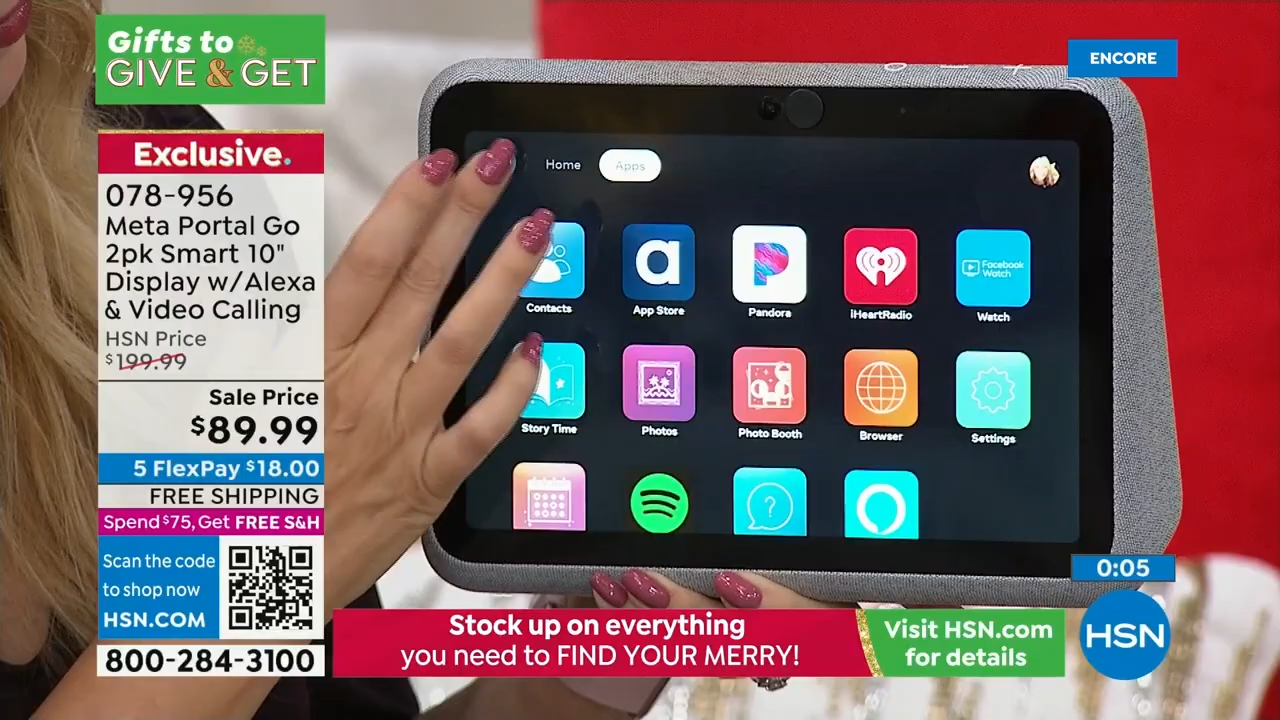 Gifts to
GIVE & GET
ENCORE
Exclusive.
078-956
Meta Portal Go
2pk Smart 10"
Display w/Alexa
& Video Calling
HSN Price
$199.99
Sale Price
$89.99
5 FlexPay $18.00
FREE SHIPPING
Spend $75, Get FREE S&H
Scan the code
to shop now
HSN.COM
800-284-3100
Home Apps
Contacts
App Store
Pandora
iHeartRadio
Facebook
Watch
Watch
Story Time
Photos
Photo Booth
Browser
Settings
0:05
Stock up on everything
you need to FIND YOUR MERRY!
Visit HSN.com
for details
HSN